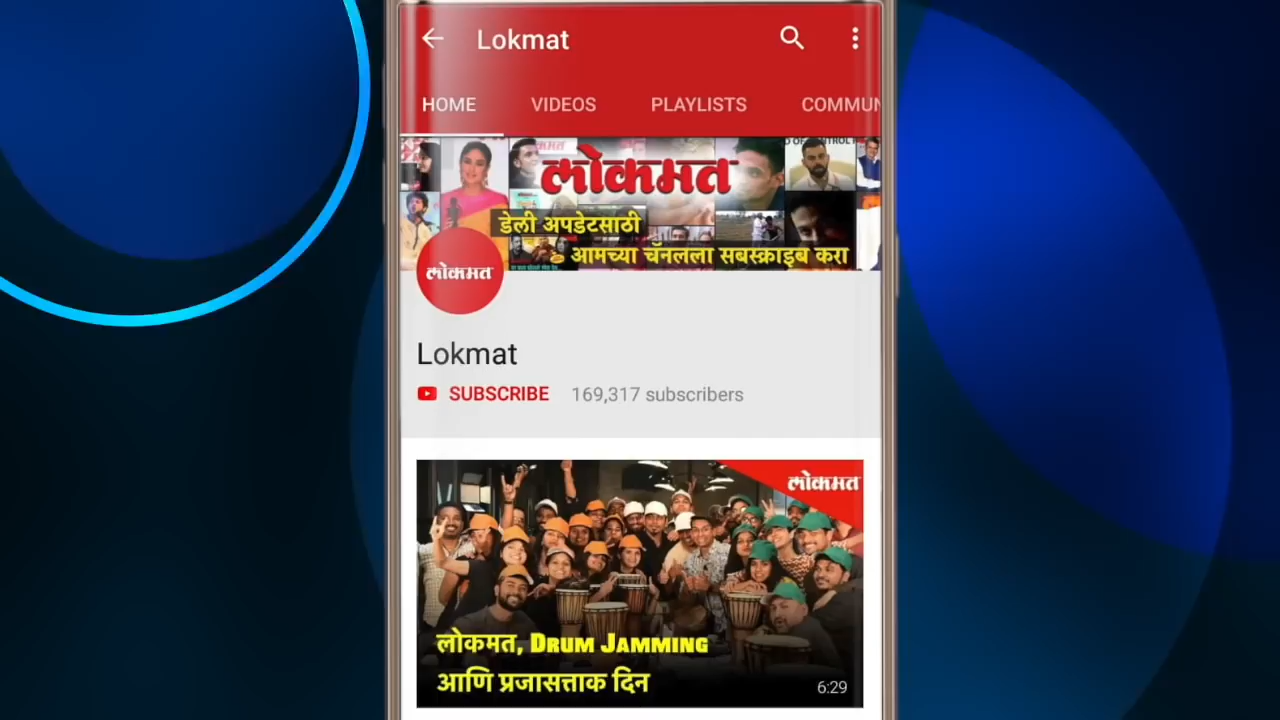 Lokmat
HOME VIDEOS PLAYLISTS COMMUN
लोकमत
डेली अपडेटसाठी
आमच्या चॅनलला सबस्क्राइब करा
लोकमत
Lokmat
SUBSCRIBE 169,317 subscribers
लोकमत
लोकमत, DRUM JAMMING
आणि प्रजासत्ताक दिन
6:29